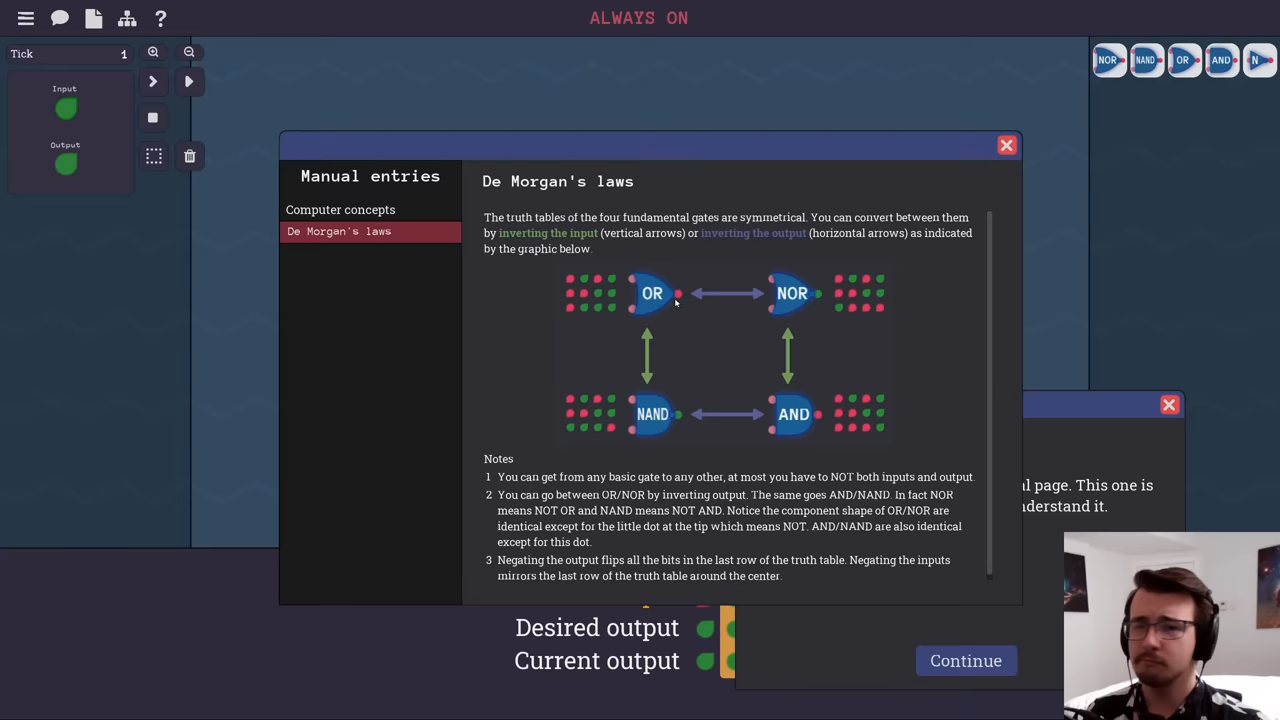 ALWAYS ON
Tick 1
Input
Output
NOR NAND OR AND N
Manual entries
Computer concepts
De Morgan's laws
De Morgan's laws
The truth tables of the four fundamental gates are symmetrical. You can convert between them
by inverting the input (vertical arrows) or inverting the output (horizontal arrows) as indicated
by the graphic below.
OR NOR
NAND AND
Notes
1 You can get from any basic gate to any other, at most you have to NOT both inputs and output.
2 You can go between OR/NOR by inverting output. The same goes AND/NAND. In fact NOR
means NOT OR and NAND means NOT AND. Notice the component shape of OR/NOR are
identical except for the little dot at the tip which means NOT. AND/NAND are also identical
except for this dot.
3 Negating the output flips all the bits in the last row of the truth table. Negating the inputs
mirrors the last row of the truth table around the center.
l page. This one is
nderstand it.
Desired output
Current output
Continue